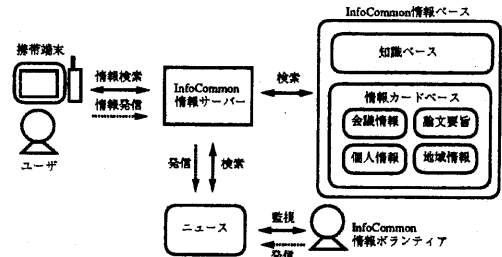 InfoCommon情報ベース
知識ベース
情報カードベース
会議情報
論文要旨
個人情報
地域情報
携帯端末
情報検索
情報発信
InfoCommon
情報サーバー
検索
ユーザ
発信
検索
ニュース
監視
発信
InfoCommon
情報ボランティア